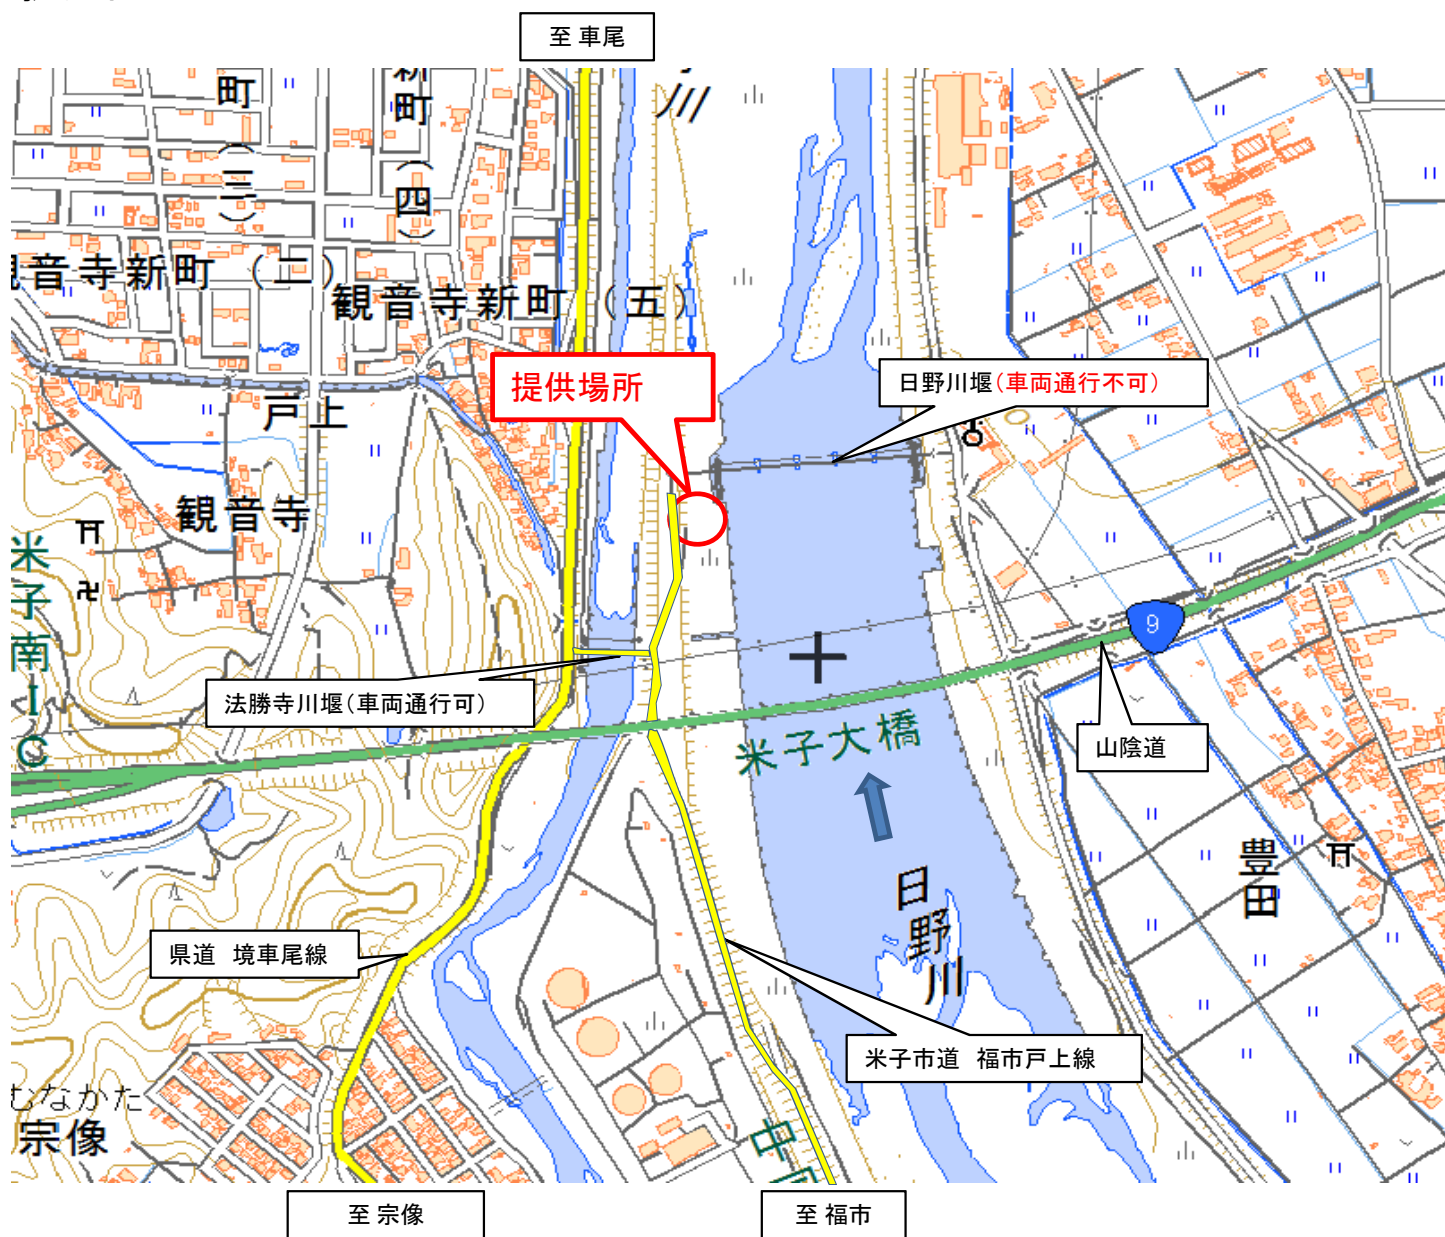 至 車尾
町(三)
新町(四)
川
観音寺新町(二)
観音寺新町(五)
提供場所
日野川堰(車両通行不可)
戸上
観音寺
米子南IC
9
法勝寺川堰(車両通行可)
米子大橋
山陰道
豊田
日野川
県道 境車尾線
米子市道 福市戸上線
むなかた
宗像
中
至 宗像
至 福市